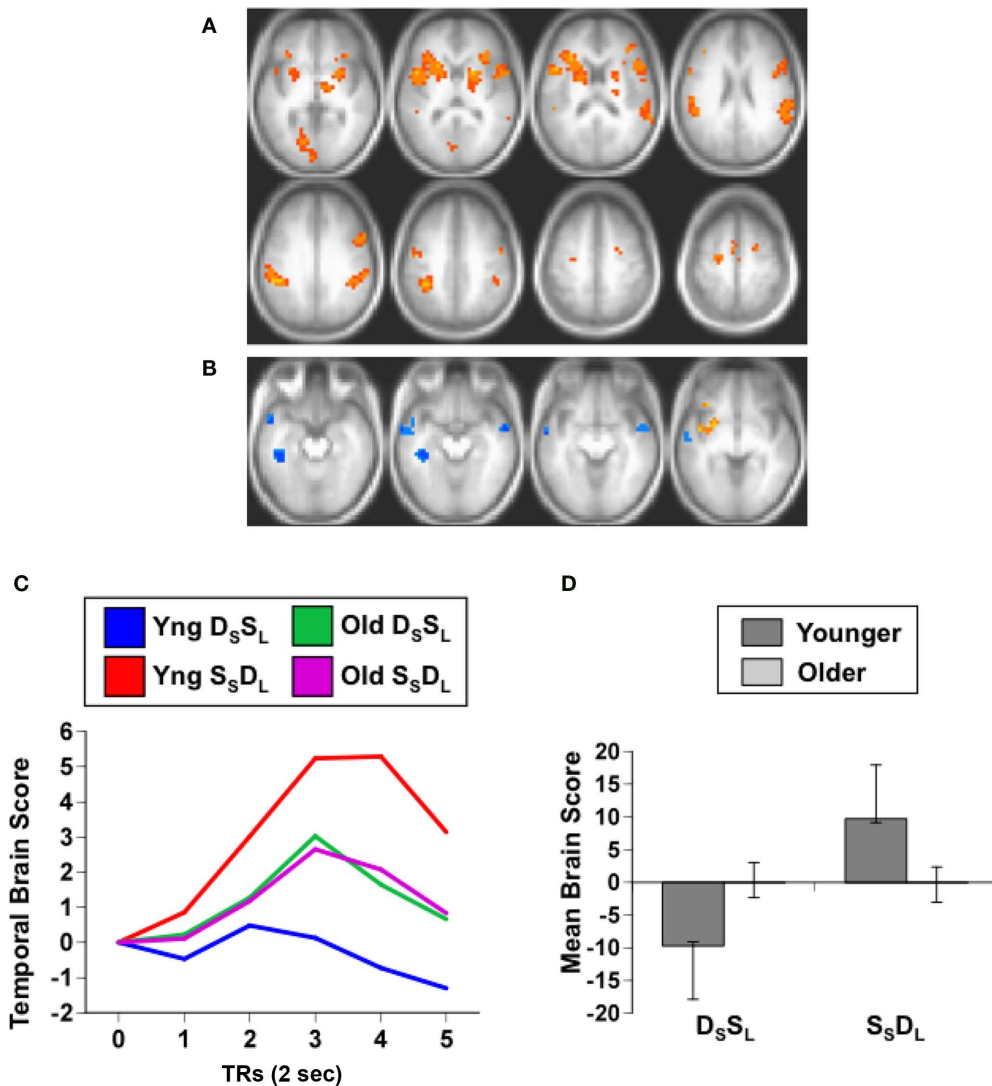 A
B
C
Yng DSSL
Old DSSL
Yng SSDL
Old SSDL
Temporal Brain Score
6
5
4
3
2
1
0
-1
-2
0 1 2 3 4 5
TRs (2 sec)
D
Younger
Older
Mean Brain Score
20
15
10
5
0
-5
-10
-15
-20
DSSL SSDL